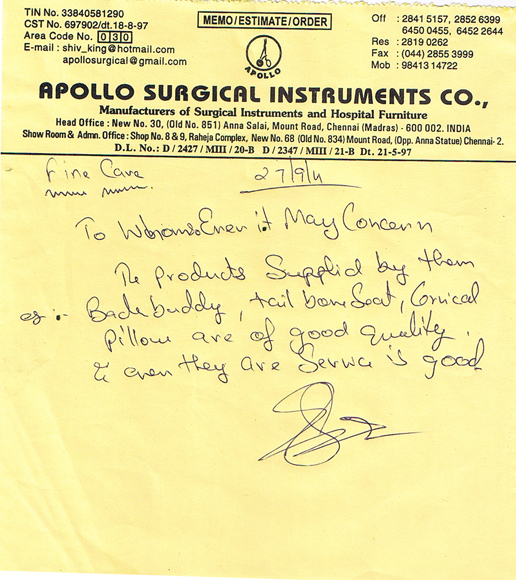 TIN No. 33840581290
CST No. 697902/dt.18-8-97
Area Code No. 030
E-mail : shiv_king@hotmail.com
apollosurgical@gmail.com
MEMO/ESTIMATE/ORDER
APOLLO
Off : 2841 5157, 2852 6399
6450 0455, 6452 2644
Res : 2819 0262
Fax : (044) 2855 3999
Mob : 98413 14722
APOLLO SURGICAL INSTRUMENTS CO.,
Manufacturers of Surgical Instruments and Hospital Furniture
Head Office : New No. 30, (Old No. 851) Anna Salai, Mount Road, Chennai (Madras) - 600 002. INDIA
Show Room & Admn. Office : Shop No. 8 & 9, Raheja Complex, New No. 68 (Old No. 834) Mount Road, (Opp. Anna Statue) Chennai- 2.
D.L. No.: D / 2427 / MIII / 20-B D / 2347 / MIII / 21-B Dt. 21-5-97
Fine Care
27/9/11
To Whomso Ever it May Concern
The products Supplied by them
eg :- Back buddy, tail bone Seat, Cervical
Pillow are of good quality.
& even they are Service is good